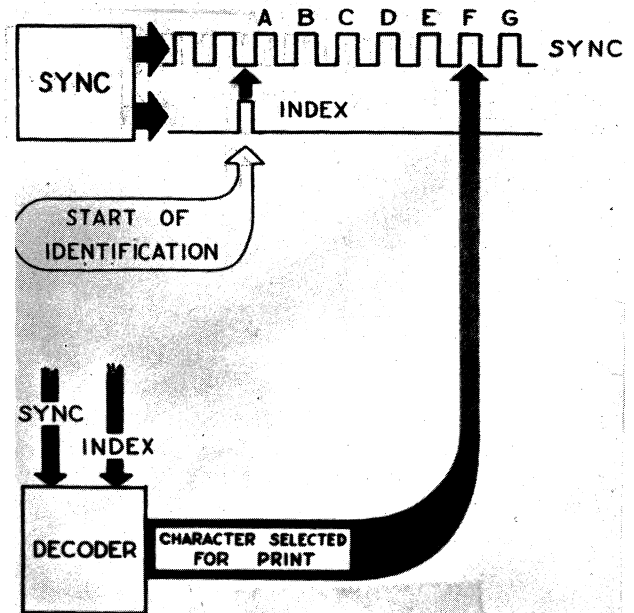 A B C D E F G
SYNC
SYNC
INDEX
START OF
IDENTIFICATION
SYNC
INDEX
DECODER
CHARACTER SELECTED
FOR PRINT